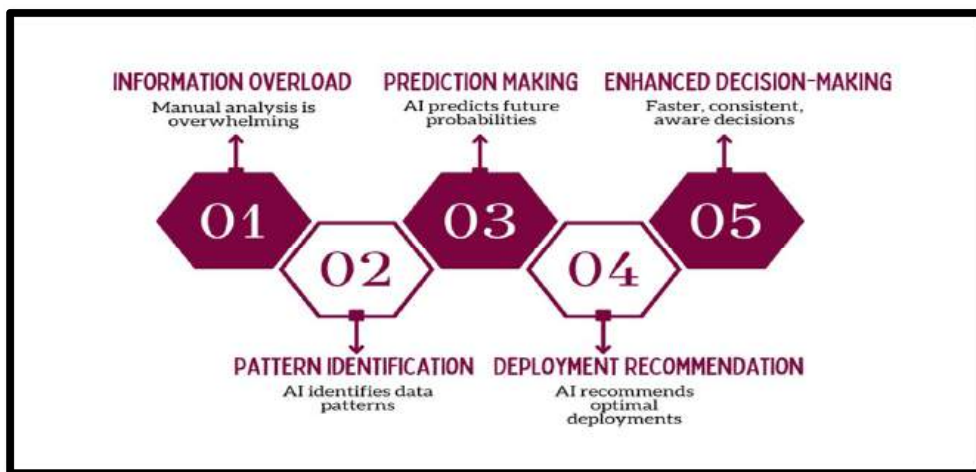 INFORMATION OVERLOAD
Manual analysis is
overwhelming
PREDICTION MAKING
AI predicts future
probabilities
ENHANCED DECISION-MAKING
Faster, consistent,
aware decisions
01
02
03
04
05
PATTERN IDENTIFICATION
AI identifies data
patterns
DEPLOYMENT RECOMMENDATION
AI recommends
optimal
deployments